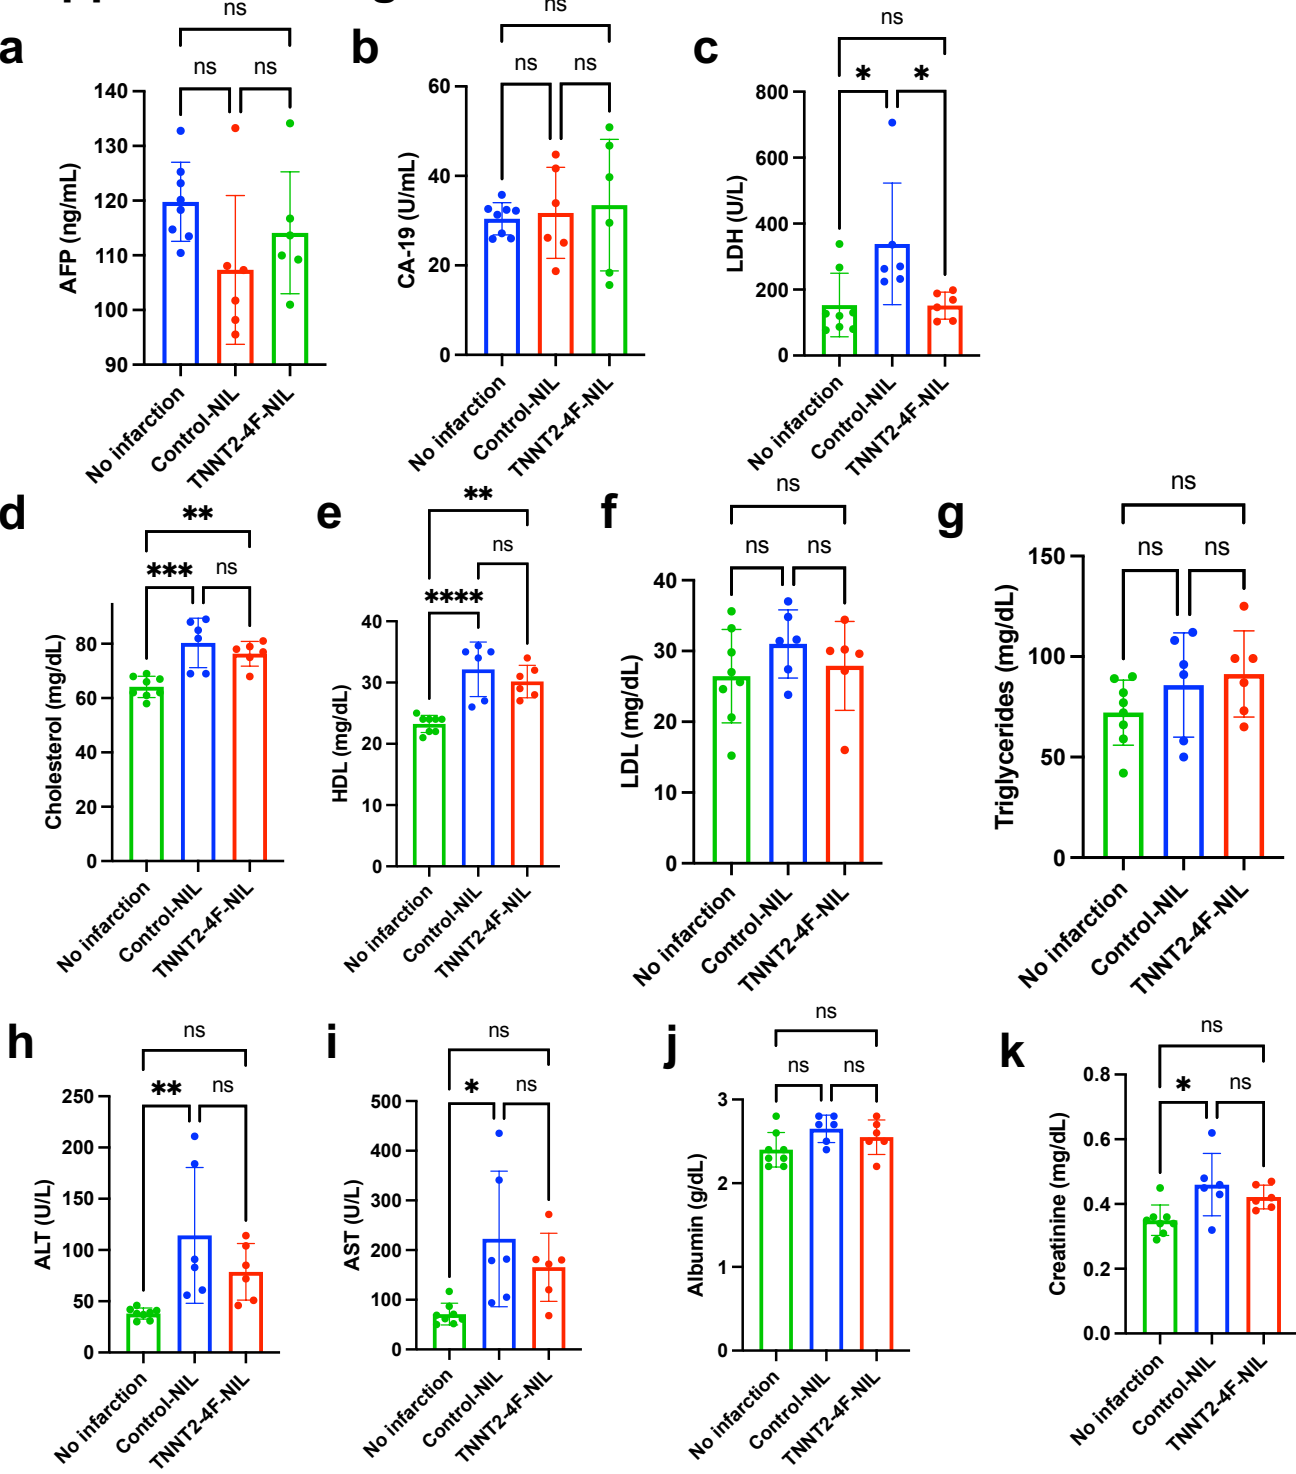 a
ns
ns
ns
AFP (ng/mL)
140
130
120
110
100
90
No infarction
Control-NIL
TNNT2-4F-NIL
b
ns
ns
ns
CA-19 (U/mL)
60
40
20
0
No infarction
Control-NIL
TNNT2-4F-NIL
c
ns
*
*
LDH (U/L)
800
600
400
200
0
No infarction
Control-NIL
TNNT2-4F-NIL
d
**
***
ns
Cholesterol (mg/dL)
80
60
40
20
0
No infarction
Control-NIL
TNNT2-4F-NIL
e
**
ns
****
HDL (mg/dL)
40
30
20
10
0
No infarction
Control-NIL
TNNT2-4F-NIL
f
ns
ns
ns
LDL (mg/dL)
40
30
20
10
0
No infarction
Control-NIL
TNNT2-4F-NIL
g
ns
ns
ns
Triglycerides (mg/dL)
150
100
50
0
No infarction
Control-NIL
TNNT2-4F-NIL
h
ns
**
ns
ALT (U/L)
250
200
150
100
50
0
No infarction
Control-NIL
TNNT2-4F-NIL
i
ns
*
ns
AST (U/L)
500
400
300
200
100
0
No infarction
Control-NIL
TNNT2-4F-NIL
j
ns
ns
ns
Albumin (g/dL)
3
2
1
0
No infarction
Control-NIL
TNNT2-4F-NIL
k
ns
*
ns
Creatinine (mg/dL)
0.8
0.6
0.4
0.2
0.0
No infarction
Control-NIL
TNNT2-4F-NIL